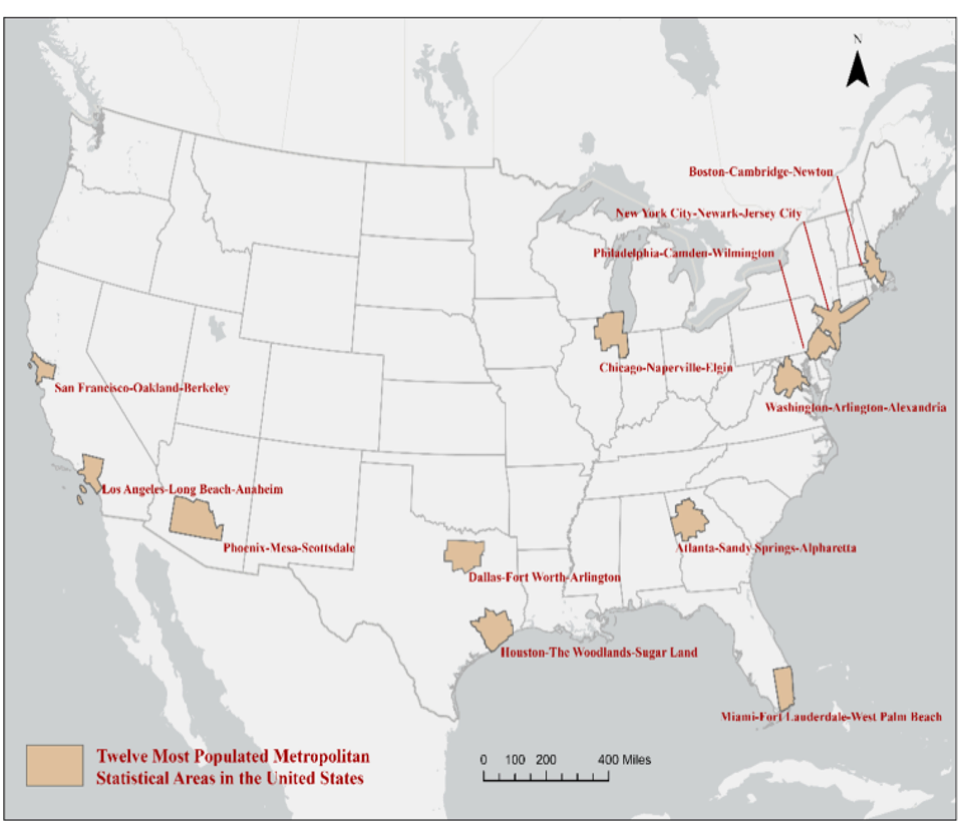 N
Boston-Cambridge-Newton
New York City-Newark-Jersey City
Philadelphia-Camden-Wilmington
Chicago-Naperville-Elgin
San Francisco-Oakland-Berkeley
Washington-Arlington-Alexandria
Los Angeles-Long Beach-Anaheim
Phoenix-Mesa-Scottsdale
Atlanta-Sandy Springs-Alpharetta
Dallas-Fort Worth-Arlington
Houston-The Woodlands-Sugar Land
Miami-Fort Lauderdale-West Palm Beach
Twelve Most Populated Metropolitan
Statistical Areas in the United States
0 100 200 400 Miles